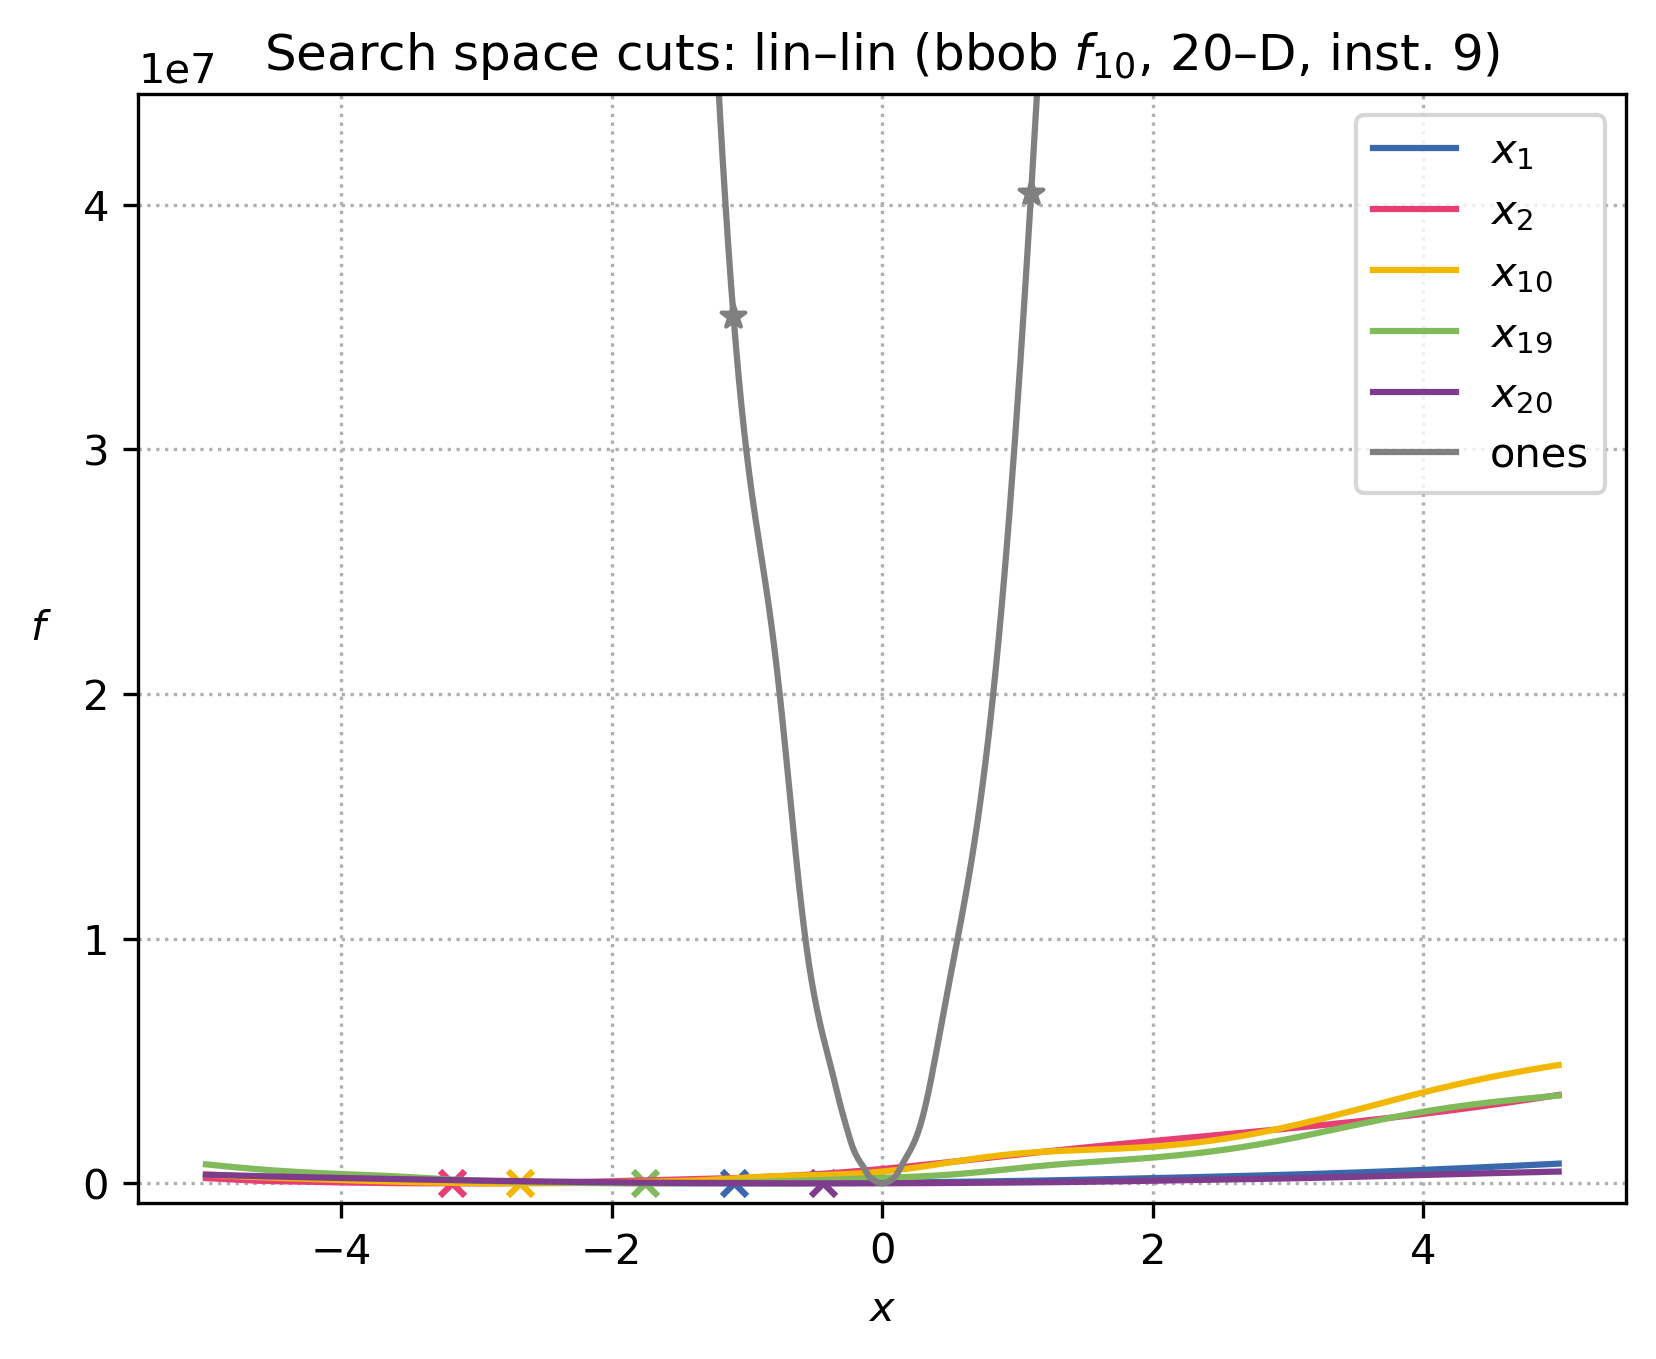 Search space cuts: lin–lin (bbob f₁₀, 20–D, inst. 9)
1e7
4
3
2
1
0
f
−4
−2
0
2
4
x
x₁
x₂
x₁₀
x₁₉
x₂₀
ones